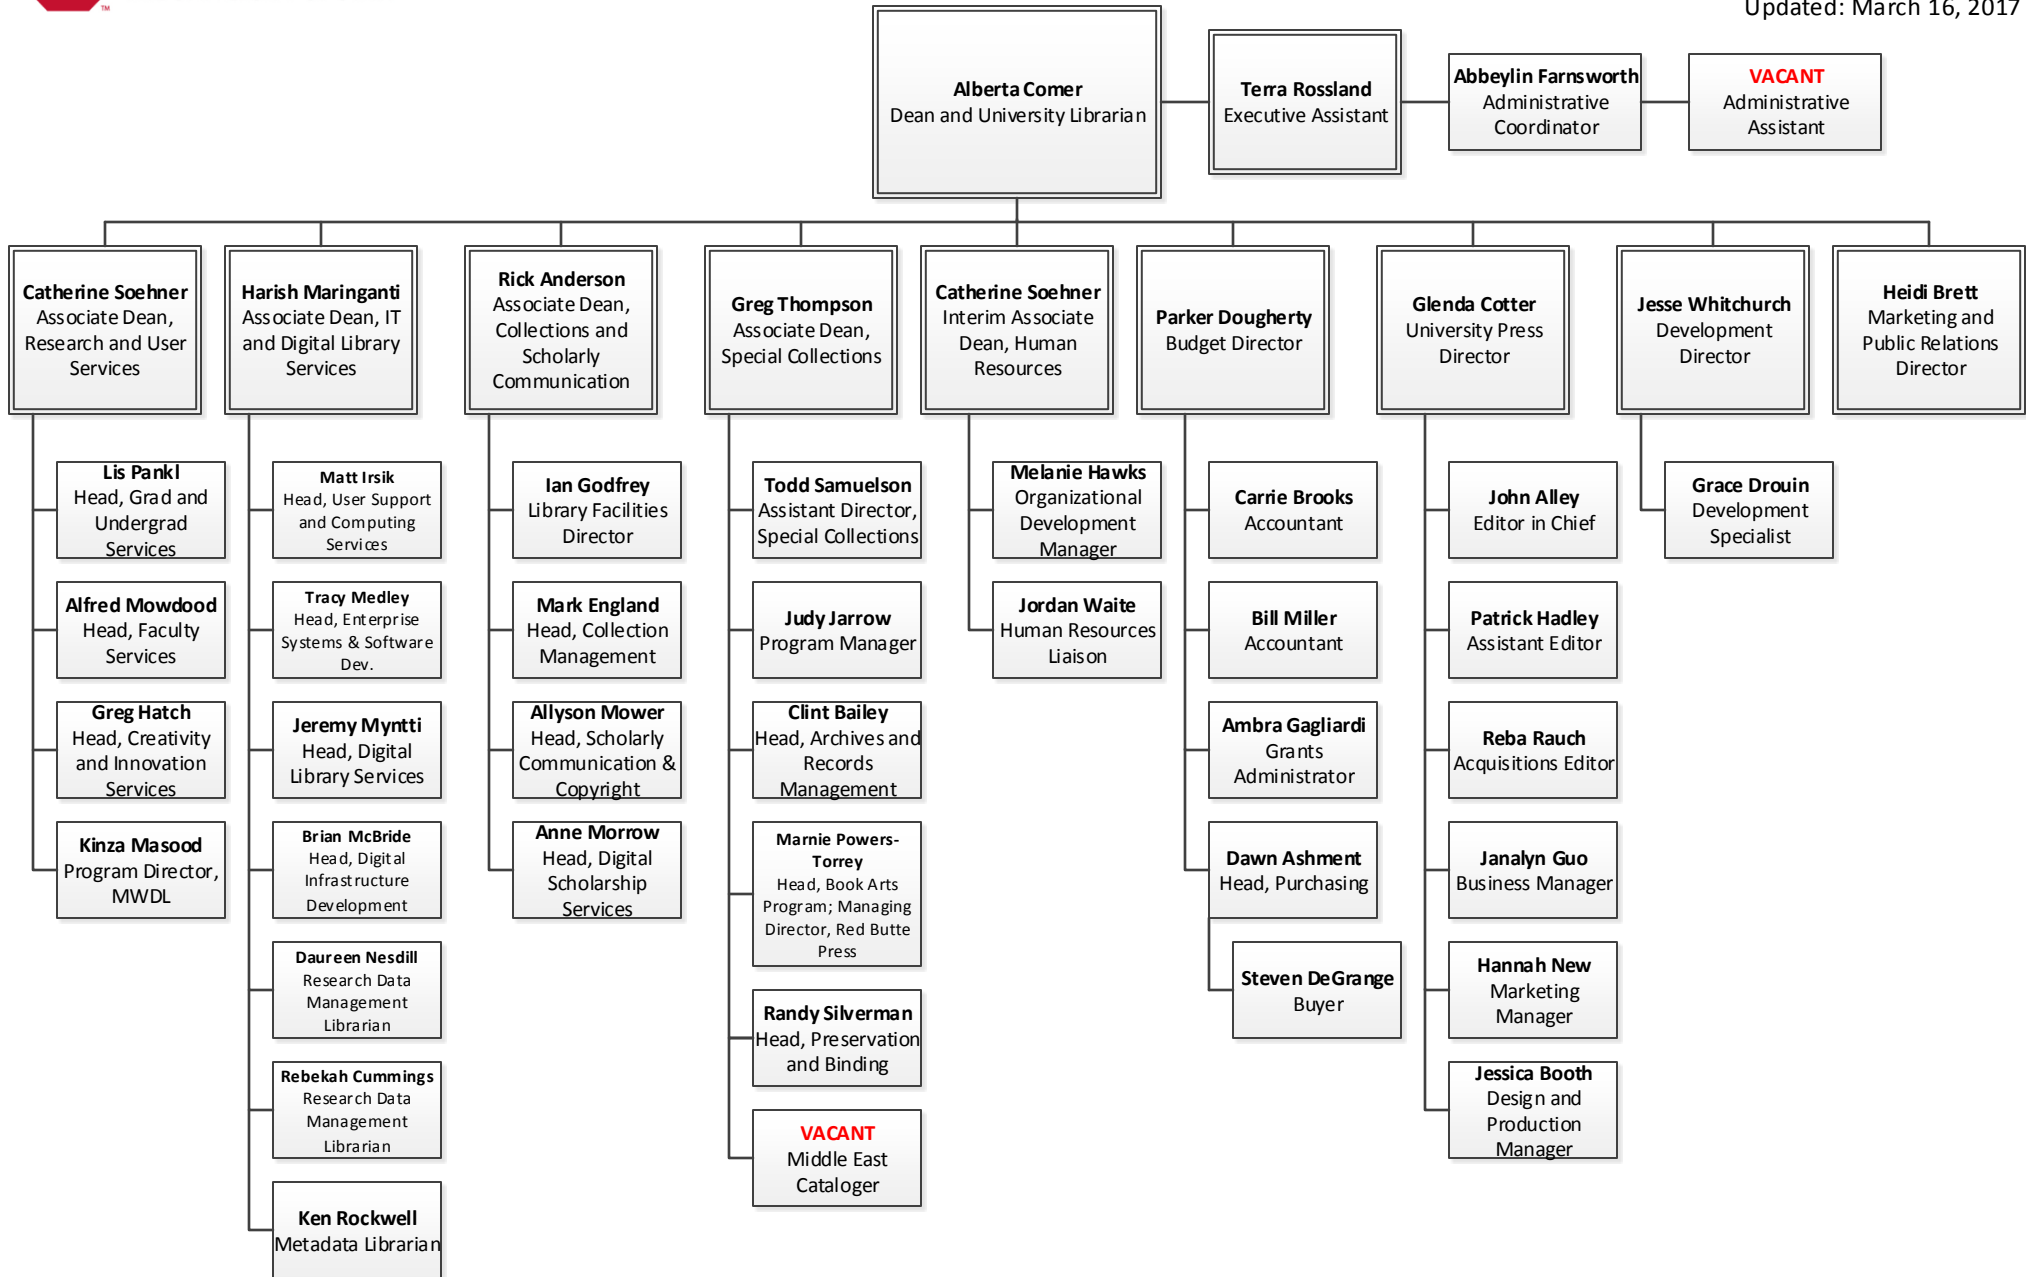 Updated: March 16, 2017
Alberta Comer
Dean and University Librarian
Terra Rossland
Executive Assistant
Abbeylin Farnsworth
Administrative
Coordinator
VACANT
Administrative
Assistant
Catherine Soehner
Associate Dean,
Research and User
Services
Harish Maringanti
Associate Dean, IT
and Digital Library
Services
Rick Anderson
Associate Dean,
Collections and
Scholarly
Communication
Greg Thompson
Associate Dean,
Special Collections
Catherine Soehner
Interim Associate
Dean, Human
Resources
Parker Dougherty
Budget Director
Glenda Cotter
University Press
Director
Jesse Whitchurch
Development
Director
Heidi Brett
Marketing and
Public Relations
Director
Lis Pankl
Head, Grad and
Undergrad
Services
Alfred Mowdood
Head, Faculty
Services
Greg Hatch
Head, Creativity
and Innovation
Services
Kinza Masood
Program Director,
MWDL
Matt Irsik
Head, User Support
and Computing
Services
Tracy Medley
Head, Enterprise
Systems & Software
Dev.
Jeremy Myntti
Head, Digital
Library Services
Brian McBride
Head, Digital
Infrastructure
Development
Daureen Nesdill
Research Data
Management
Librarian
Rebekah Cummings
Research Data
Management
Librarian
Ken Rockwell
Metadata Librarian
Ian Godfrey
Library Facilities
Director
Mark England
Head, Collection
Management
Allyson Mower
Head, Scholarly
Communication &
Copyright
Anne Morrow
Head, Digital
Scholarship
Services
Todd Samuelson
Assistant Director,
Special Collections
Judy Jarrow
Program Manager
Clint Bailey
Head, Archives and
Records
Management
Marnie Powers-
Torrey
Head, Book Arts
Program; Managing
Director, Red Butte
Press
Randy Silverman
Head, Preservation
and Binding
VACANT
Middle East
Cataloger
Melanie Hawks
Organizational
Development
Manager
Jordan Waite
Human Resources
Liaison
Carrie Brooks
Accountant
Bill Miller
Accountant
Ambra Gagliardi
Grants
Administrator
Dawn Ashment
Head, Purchasing
Steven DeGrange
Buyer
John Alley
Editor in Chief
Patrick Hadley
Assistant Editor
Reba Rauch
Acquisitions Editor
Janalyn Guo
Business Manager
Hannah New
Marketing
Manager
Jessica Booth
Design and
Production
Manager
Grace Drouin
Development
Specialist